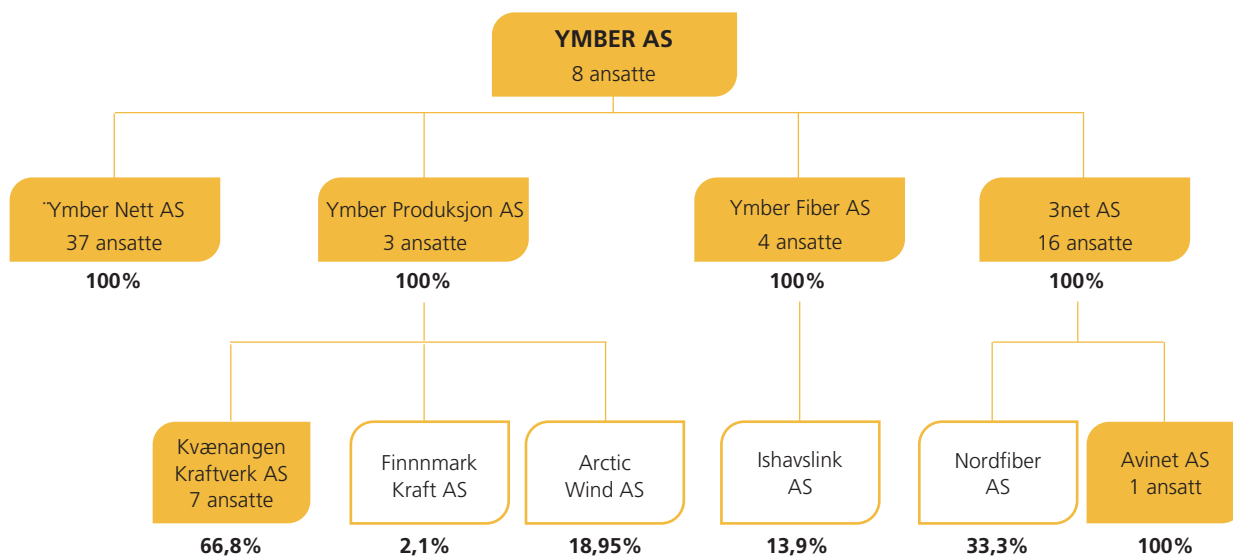 YMBER AS
8 ansatte
¨Ymber Nett AS
37 ansatte
100%
Ymber Produksjon AS
3 ansatte
100%
Ymber Fiber AS
4 ansatte
100%
3net AS
16 ansatte
100%
Kvænangen
Kraftverk AS
7 ansatte
66,8%
Finnnmark
Kraft AS
2,1%
Arctic
Wind AS
18,95%
Ishavslink
AS
13,9%
Nordfiber
AS
33,3%
Avinet AS
1 ansatt
100%